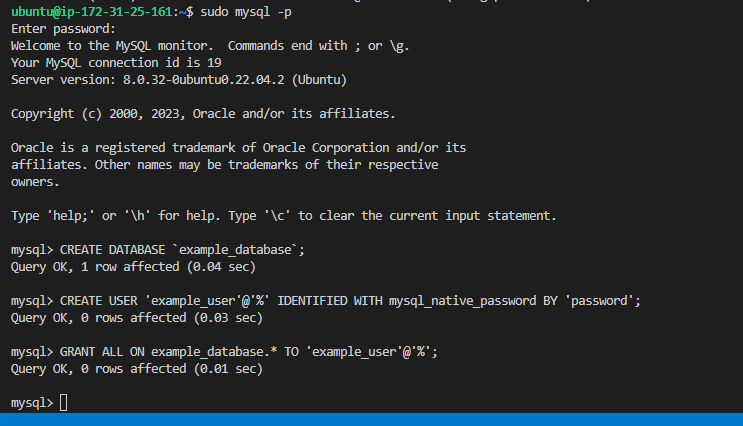 ubuntu@ip-172-31-25-161:~$ sudo mysql -p
Enter password:
Welcome to the MySQL monitor.  Commands end with ; or \g.
Your MySQL connection id is 19
Server version: 8.0.32-0ubuntu0.22.04.2 (Ubuntu)

Copyright (c) 2000, 2023, Oracle and/or its affiliates.

Oracle is a registered trademark of Oracle Corporation and/or its
affiliates. Other names may be trademarks of their respective
owners.

Type 'help;' or '\h' for help. Type '\c' to clear the current input statement.

mysql> CREATE DATABASE `example_database`;
Query OK, 1 row affected (0.04 sec)

mysql> CREATE USER 'example_user'@'%' IDENTIFIED WITH mysql_native_password BY 'password';
Query OK, 0 rows affected (0.03 sec)

mysql> GRANT ALL ON example_database.* TO 'example_user'@'%';
Query OK, 0 rows affected (0.01 sec)

mysql>